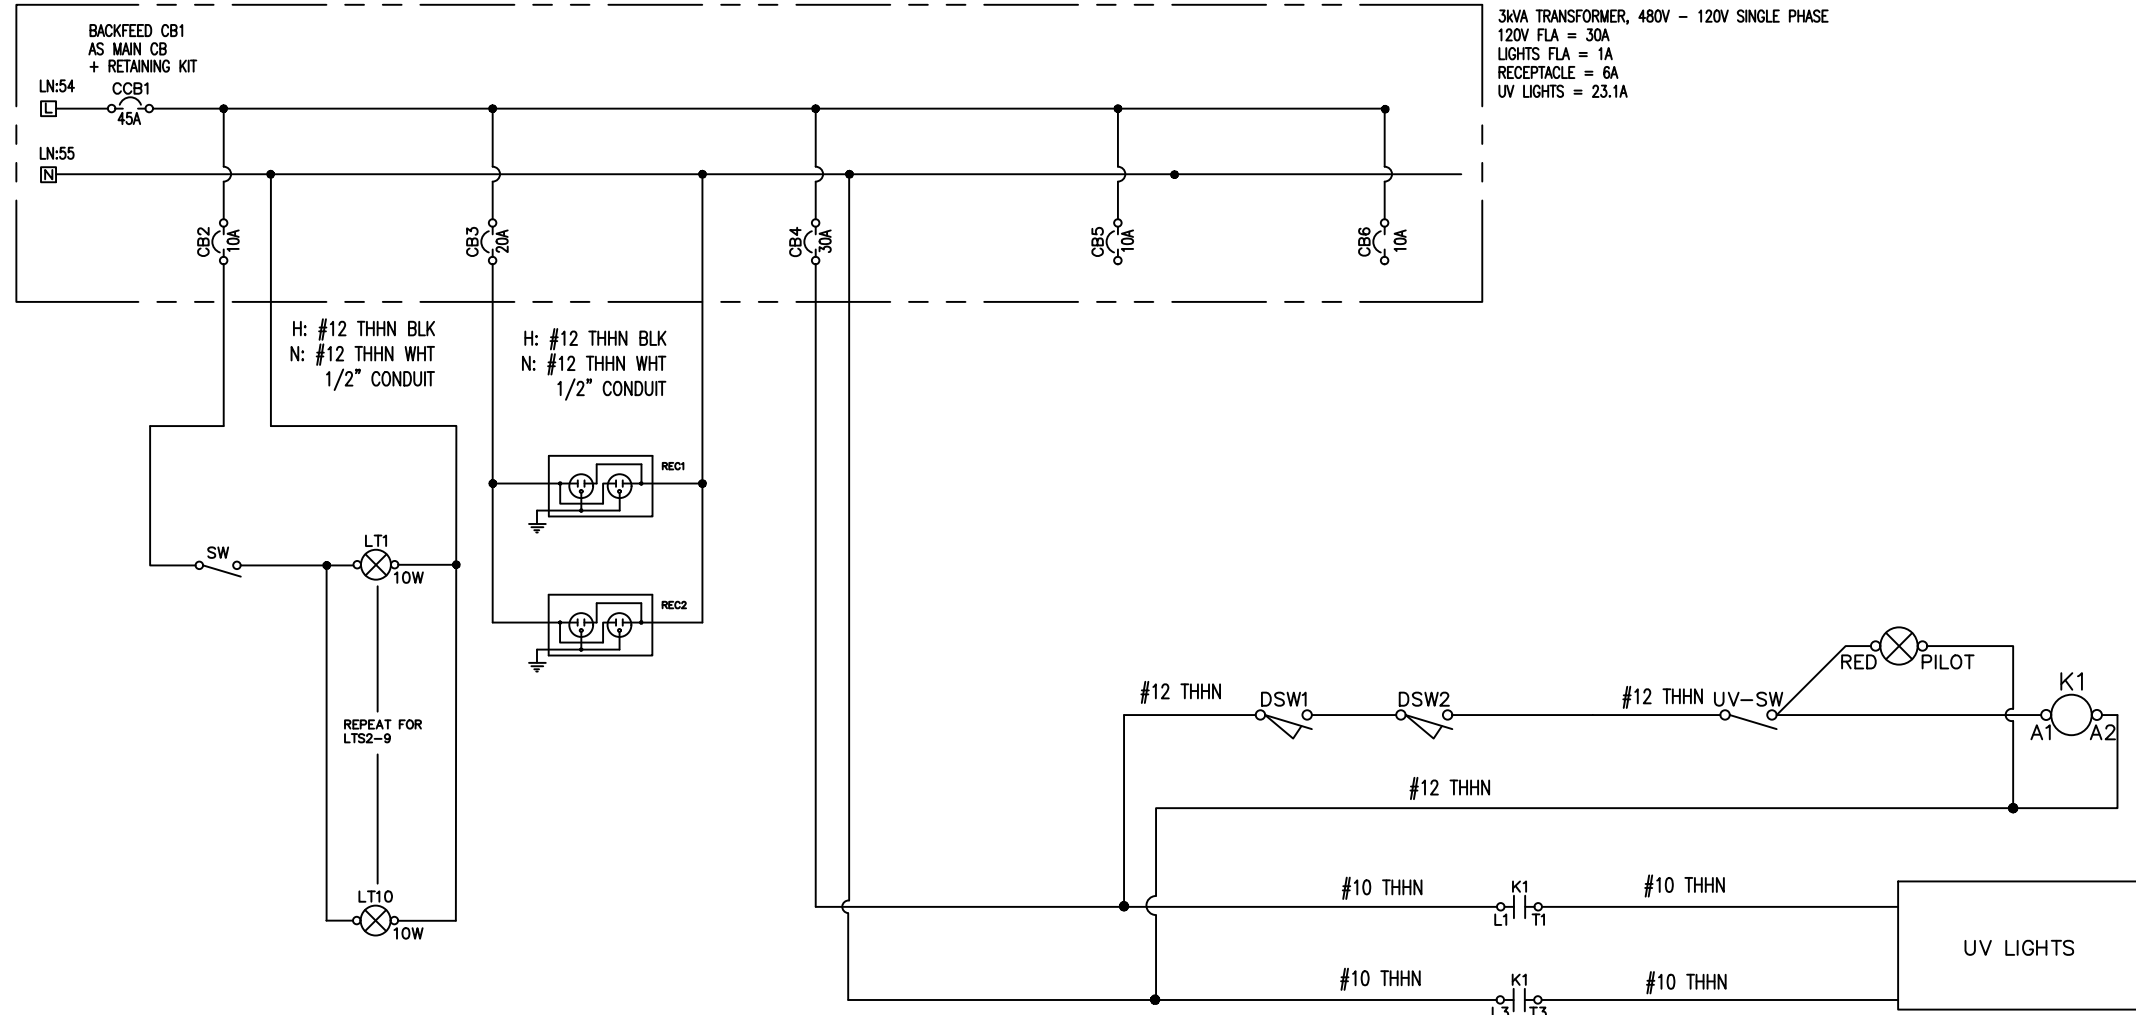 BACKFEED CB1
AS MAIN CB
+ RETAINING KIT
LN:54
CCB1
L
45A
LN:55
N
3kVA TRANSFORMER, 480V - 120V SINGLE PHASE
120V FLA = 30A
LIGHTS FLA = 1A
RECEPTACLE = 6A
UV LIGHTS = 23.1A
CB2
10A
CB3
20A
CB4
30A
CB5
10A
CB6
10A
H: #12 THHN BLK
N: #12 THHN WHT
1/2" CONDUIT
H: #12 THHN BLK
N: #12 THHN WHT
1/2" CONDUIT
REC1
REC2
SW
LT1
10W
REPEAT FOR
LTS2-9
LT10
10W
#12 THHN
DSW1
DSW2
#12 THHN
UV-SW
RED
PILOT
K1
A1
A2
#12 THHN
#10 THHN
K1
L1
T1
#10 THHN
UV LIGHTS
#10 THHN
K1
L3
T3
#10 THHN